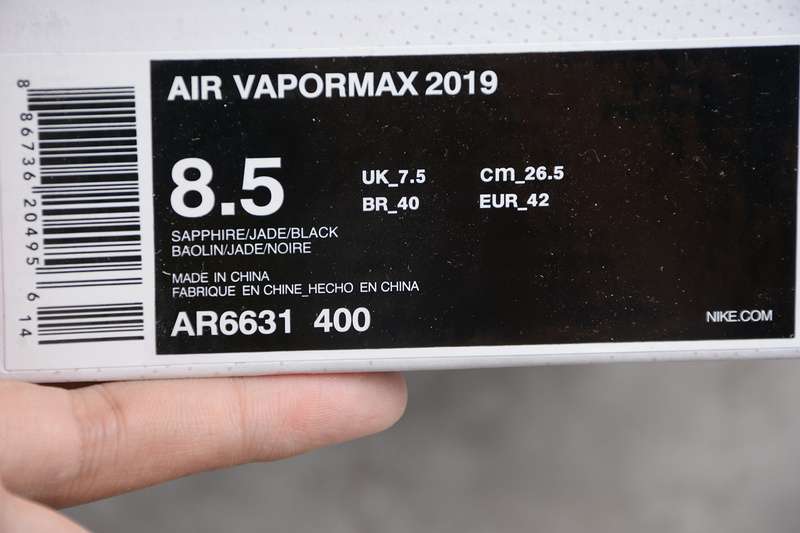 AIR VAPORMAX 2019
8.5
UK_7.5
cm_26.5
BR_40
EUR_42
SAPPHIRE/JADE/BLACK
BAOLIN/JADE/NOIRE
MADE IN CHINA
FABRIQUE EN CHINE_HECHO EN CHINA
AR6631 400
NIKE.COM
8 86736 20495 6 14